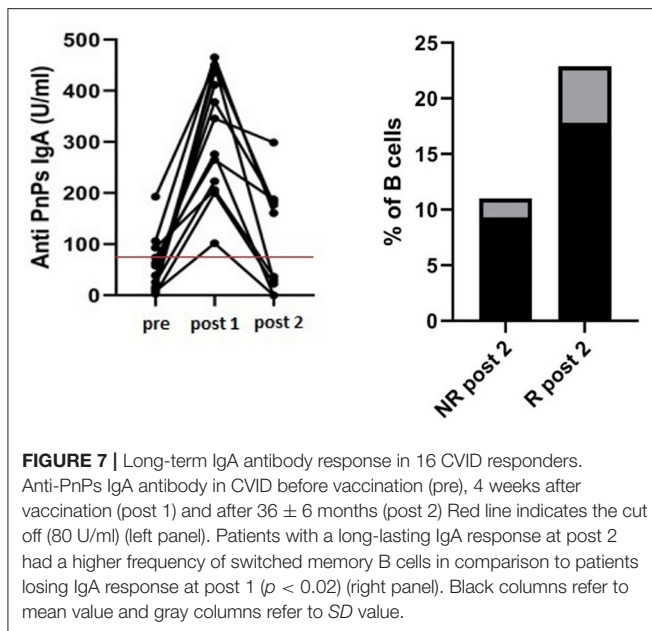 500
400
300
200
100
0
Anti PnPs IgA (U/ml)
pre post 1 post 2
25
20
15
10
5
0
% of B cells
NR post 2
R post 2
FIGURE 7 | Long-term IgA antibody response in 16 CVID responders.
Anti-PnPs IgA antibody in CVID before vaccination (pre), 4 weeks after
vaccination (post 1) and after 36 ± 6 months (post 2) Red line indicates the cut
off (80 U/ml) (left panel). Patients with a long-lasting IgA response at post 2
had a higher frequency of switched memory B cells in comparison to patients
losing IgA response at post 1 (p < 0.02) (right panel). Black columns refer to
mean value and gray columns refer to SD value.